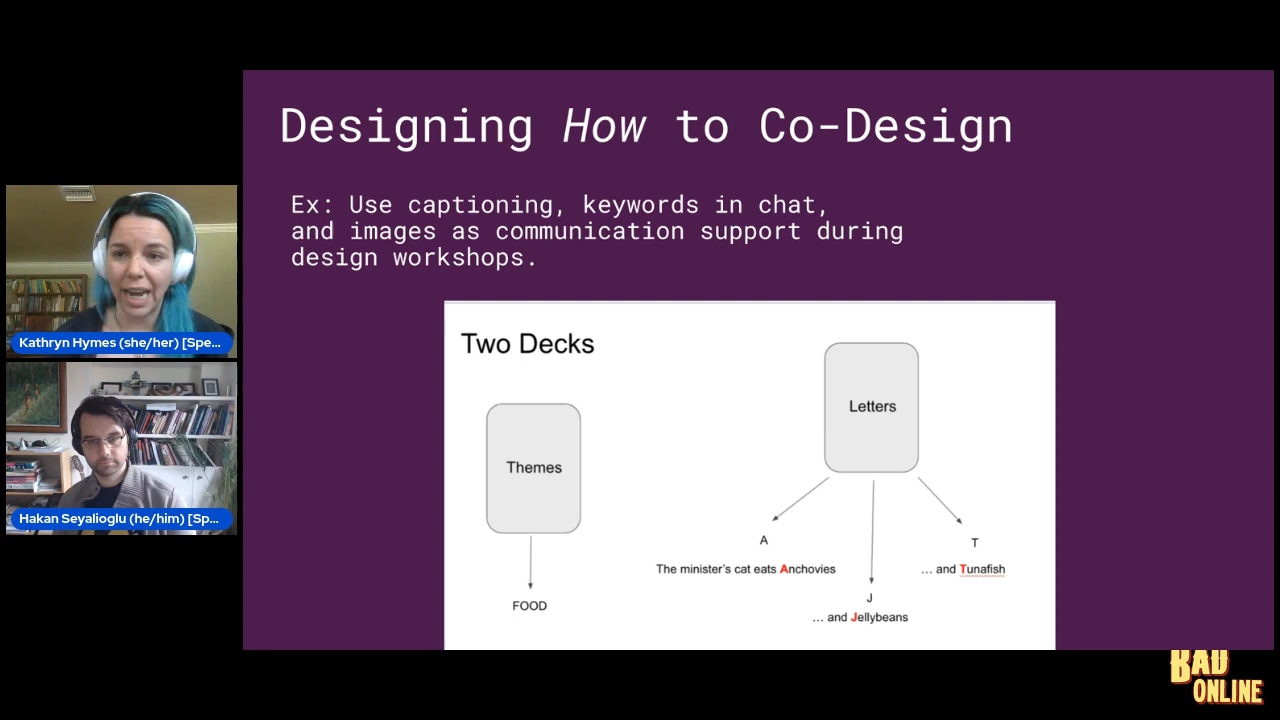 Designing How to Co-Design
Ex: Use captioning, keywords in chat,
and images as communication support during
design workshops.
Two Decks
Letters
Themes
A
T
The minister's cat eats Anchovies
... and Tunafish
J
FOOD
... and Jellybeans
Kathryn Hymes (she/her) [Spe...
Hakan Seyalioglu (he/him) [Sp...
BAD
ONLINE